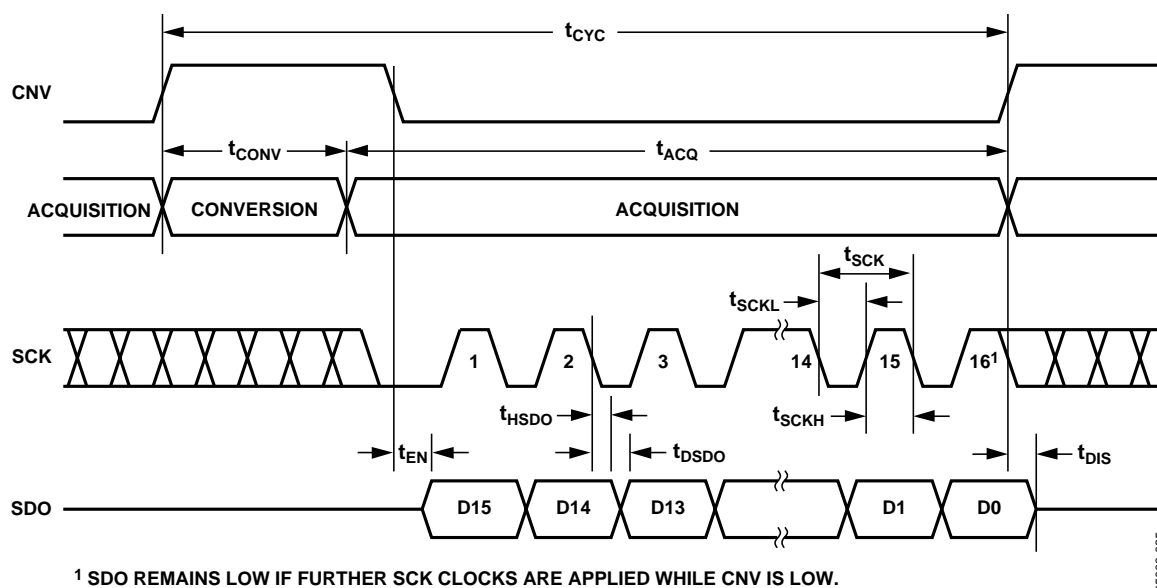 tCYC
CNV
tCONV
tACQ
ACQUISITION
CONVERSION
ACQUISITION
tSCK
tSCKL
SCK
1
2
3
14
15
16¹
tHSDO
tSCKH
tEN
tDSDO
tDIS
SDO
D15
D14
D13
D1
D0
¹ SDO REMAINS LOW IF FURTHER SCK CLOCKS ARE APPLIED WHILE CNV IS LOW.